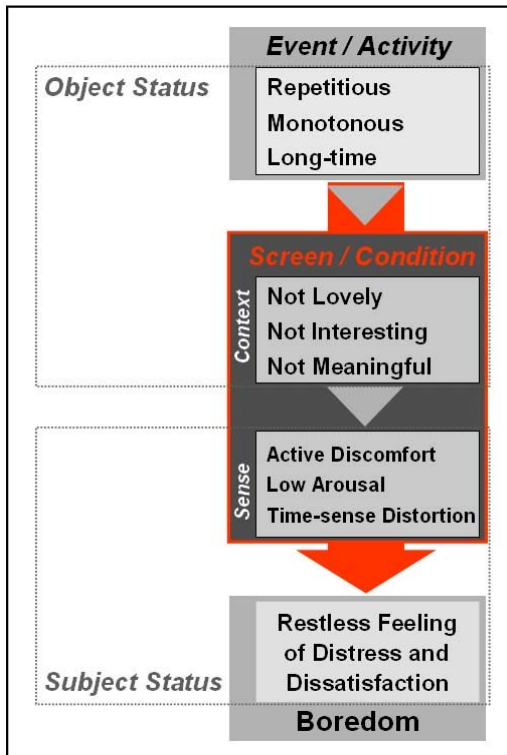 Event / Activity
Object Status
Repetitious
Monotonous
Long-time
Screen / Condition
Context
Not Lovely
Not Interesting
Not Meaningful
Sense
Active Discomfort
Low Arousal
Time-sense Distortion
Restless Feeling
of Distress and
Dissatisfaction
Subject Status
Boredom